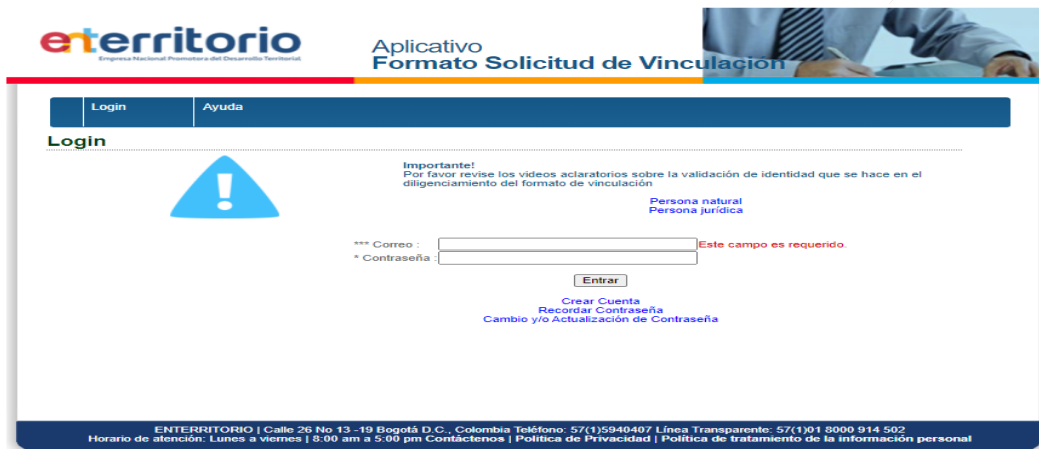 enterritorio
Empresa Nacional Promotora del Desarrollo Territorial
Aplicativo
Formato Solicitud de Vinculación
Login
Ayuda
Login
Importante!
Por favor revise los videos aclaratorios sobre la validación de identidad que se hace en el
diligenciamiento del formato de vinculación
Persona natural
Persona jurídica
*** Correo :
Este campo es requerido.
* Contraseña :
Entrar
Crear Cuenta
Recordar Contraseña
Cambio y/o Actualización de Contraseña
ENTERRITORIO | Calle 26 No 13 -19 Bogotá D.C., Colombia Teléfono: 57(1)5940407 Línea Transparente: 57(1)01 8000 914 502
Horario de atención: Lunes a viernes | 8:00 am a 5:00 pm Contáctenos | Politica de Privacidad | Política de tratamiento de la información personal